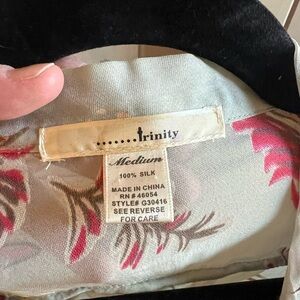 .......trinity
Medium
100% SILK
MADE IN CHINA
RN # 46054
STYLE# G30416
SEE REVERSE
FOR CARE